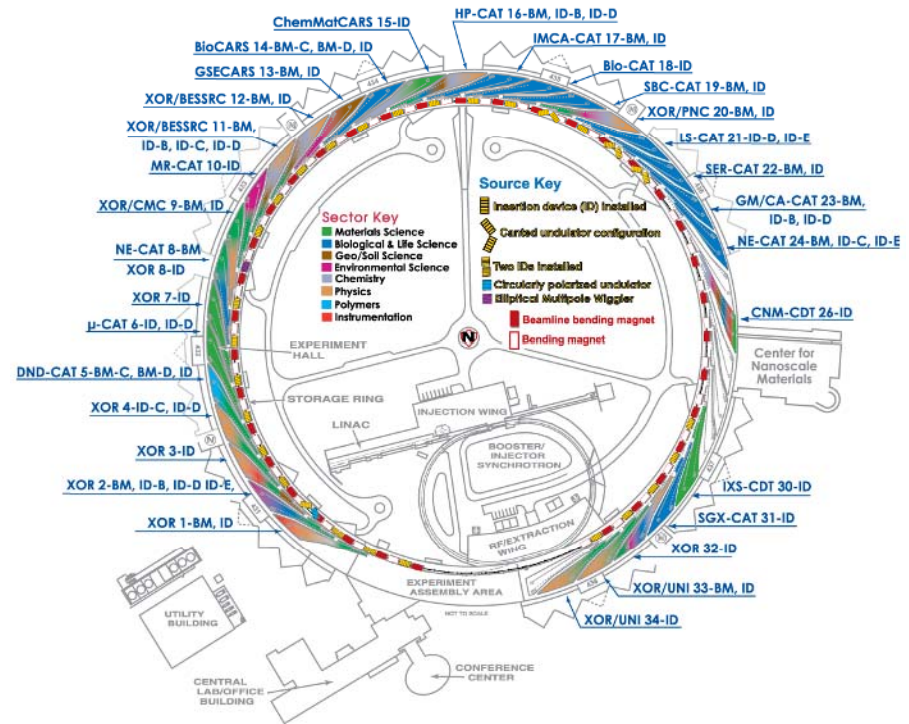 HP-CAT 16-BM, ID-B, ID-D
ChemMatCARS 15-ID
IMCA-CAT 17-BM, ID
BioCARS 14-BM-C, BM-D, ID
Bio-CAT 18-ID
GSECARS 13-BM, ID
SBC-CAT 19-BM, ID
XOR/BESSRC 12-BM, ID
XOR/PNC 20-BM, ID
XOR/BESSRC 11-BM,
ID-B, ID-C, ID-D
LS-CAT 21-ID-D, ID-E
MR-CAT 10-ID
SER-CAT 22-BM, ID
XOR/CMC 9-BM, ID
GM/CA-CAT 23-BM,
ID-B, ID-D
NE-CAT 8-BM
XOR 8-ID
NE-CAT 24-BM, ID-C, ID-E
XOR 7-ID
μ-CAT 6-ID, ID-D
CNM-CDT 26-ID
DND-CAT 5-BM-C, BM-D, ID
XOR 4-ID-C, ID-D
XOR 3-ID
XOR 2-BM, ID-B, ID-D ID-E,
XOR 1-BM, ID
IXS-CDT 30-ID
SGX-CAT 31-ID
XOR 32-ID
XOR/UNI 33-BM, ID
XOR/UNI 34-ID
Sector Key
Materials Science
Biological & Life Science
Geo/Soil Science
Environmental Science
Chemistry
Physics
Polymers
Instrumentation
Source Key
Insertion device (ID) installed
Canted undulator configuration
Two IDs installed
Circularly polarized undulator
Elliptical Multipole Wiggler
Beamline bending magnet
Bending magnet
N
EXPERIMENT
HALL
STORAGE RING
LINAC
INJECTION WING
BOOSTER/
INJECTOR
SYNCHROTRON
RF/EXTRACTION
WING
Center for
Nanoscale
Materials
EXPERIMENT
ASSEMBLY AREA
NOT TO SCALE
UTILITY
BUILDING
CENTRAL
LAB/OFFICE
BUILDING
CONFERENCE
CENTER
434
435
433
432
431
437
436